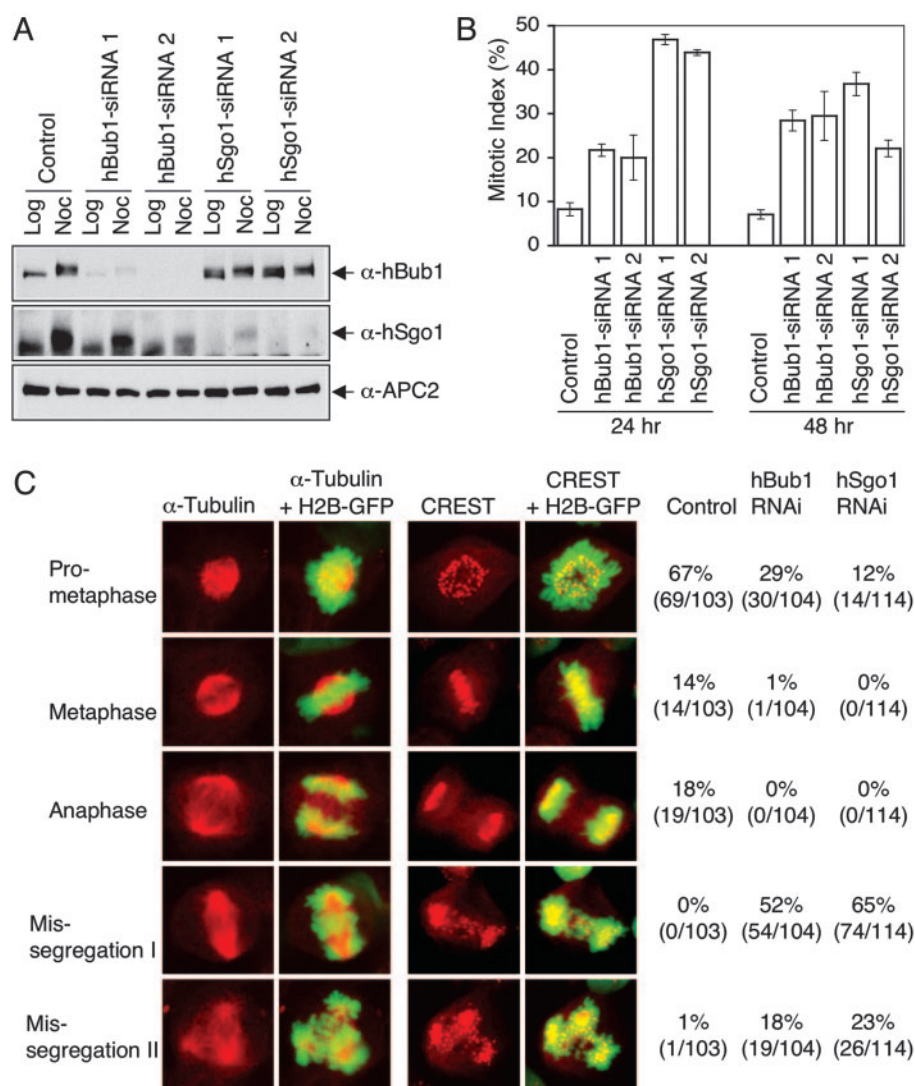 A
Control
hBub1-siRNA 1
hBub1-siRNA 2
hSgo1-siRNA 1
hSgo1-siRNA 2
Log
Noc
Log
Noc
Log
Noc
Log
Noc
Log
Noc
α-hBub1
α-hSgo1
α-APC2
B
Mitotic Index (%)
50
40
30
20
10
0
Control
hBub1-siRNA 1
hBub1-siRNA 2
hSgo1-siRNA 1
hSgo1-siRNA 2
Control
hBub1-siRNA 1
hBub1-siRNA 2
hSgo1-siRNA 1
hSgo1-siRNA 2
24 hr
48 hr
C
α-Tubulin
α-Tubulin
+ H2B-GFP
CREST
CREST
+ H2B-GFP
Control
hBub1
RNAi
hSgo1
RNAi
Pro-
metaphase
67%
(69/103)
29%
(30/104)
12%
(14/114)
Metaphase
14%
(14/103)
1%
(1/104)
0%
(0/114)
Anaphase
18%
(19/103)
0%
(0/104)
0%
(0/114)
Mis-
segregation I
0%
(0/103)
52%
(54/104)
65%
(74/114)
Mis-
segregation II
1%
(1/103)
18%
(19/104)
23%
(26/114)